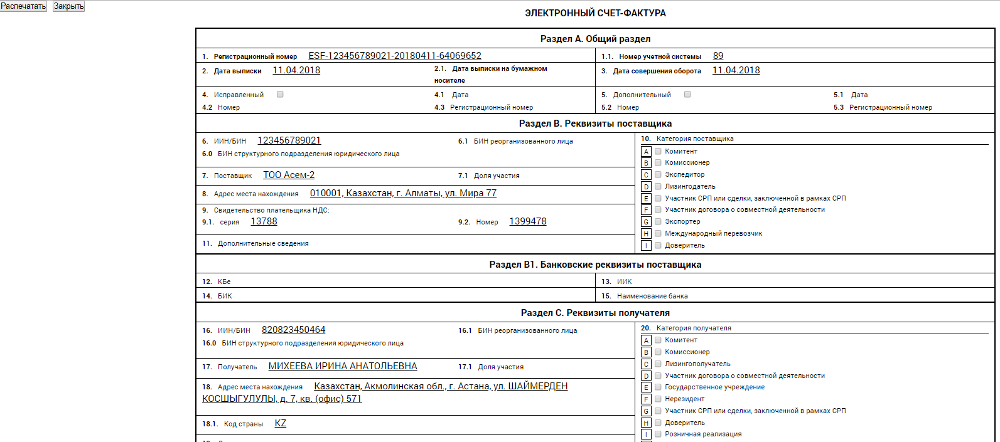 Распечатать Закрыть
ЭЛЕКТРОННЫЙ СЧЕТ-ФАКТУРА
Раздел A. Общий раздел
1. Регистрационный номер ESF-123456789021-20180411-64069652
1.1. Номер учетной системы 89
2. Дата выписки 11.04.2018
2.1. Дата выписки на бумажном
носителе
3. Дата совершения оборота 11.04.2018
4. Исправленный
4.1 Дата
5. Дополнительный
5.1 Дата
4.2 Номер
4.3 Регистрационный номер
5.2 Номер
5.3 Регистрационный номер
Раздел B. Реквизиты поставщика
6. ИИН/БИН 123456789021
6.1 БИН реорганизованного лица
6.0 БИН структурного подразделения юридического лица
7. Поставщик ТОО Асем-2
7.1 Доля участия
8. Адрес места нахождения 010001, Казахстан, г. Алматы, ул. Мира 77
9. Свидетельство плательщика НДС:
9.1. серия 13788
9.2. Номер 1399478
11. Дополнительные сведения
10. Категория поставщика
A Комитент
B Комиссионер
C Экспедитор
D Лизингодатель
E Участник СРП или сделки, заключенной в рамках СРП
F Участник договора о совместной деятельности
G Экспортер
H Международный перевозчик
I Доверитель
Раздел B1. Банковские реквизиты поставщика
12. КБе
13. ИИК
14. БИК
15. Наименование банка
Раздел C. Реквизиты получателя
16. ИИН/БИН 820823450464
16.1 БИН реорганизованного лица
16.0 БИН структурного подразделения юридического лица
17. Получатель МИХЕЕВА ИРИНА АНАТОЛЬЕВНА
17.1 Доля участия
18. Адрес места нахождения Казахстан, Акмолинская обл., г. Астана, ул. ШАЙМЕРДЕН
КОСШЫГУЛУЛЫ, д. 7, кв. (офис) 571
18.1. Код страны KZ
20. Категория получателя
A Комитент
B Комиссионер
C Лизингополучатель
D Участник договора о совместной деятельности
E Государственное учреждение
F Нерезидент
G Участник СРП или сделки, заключенной в рамках СРП
H Доверитель
I Розничная реализация